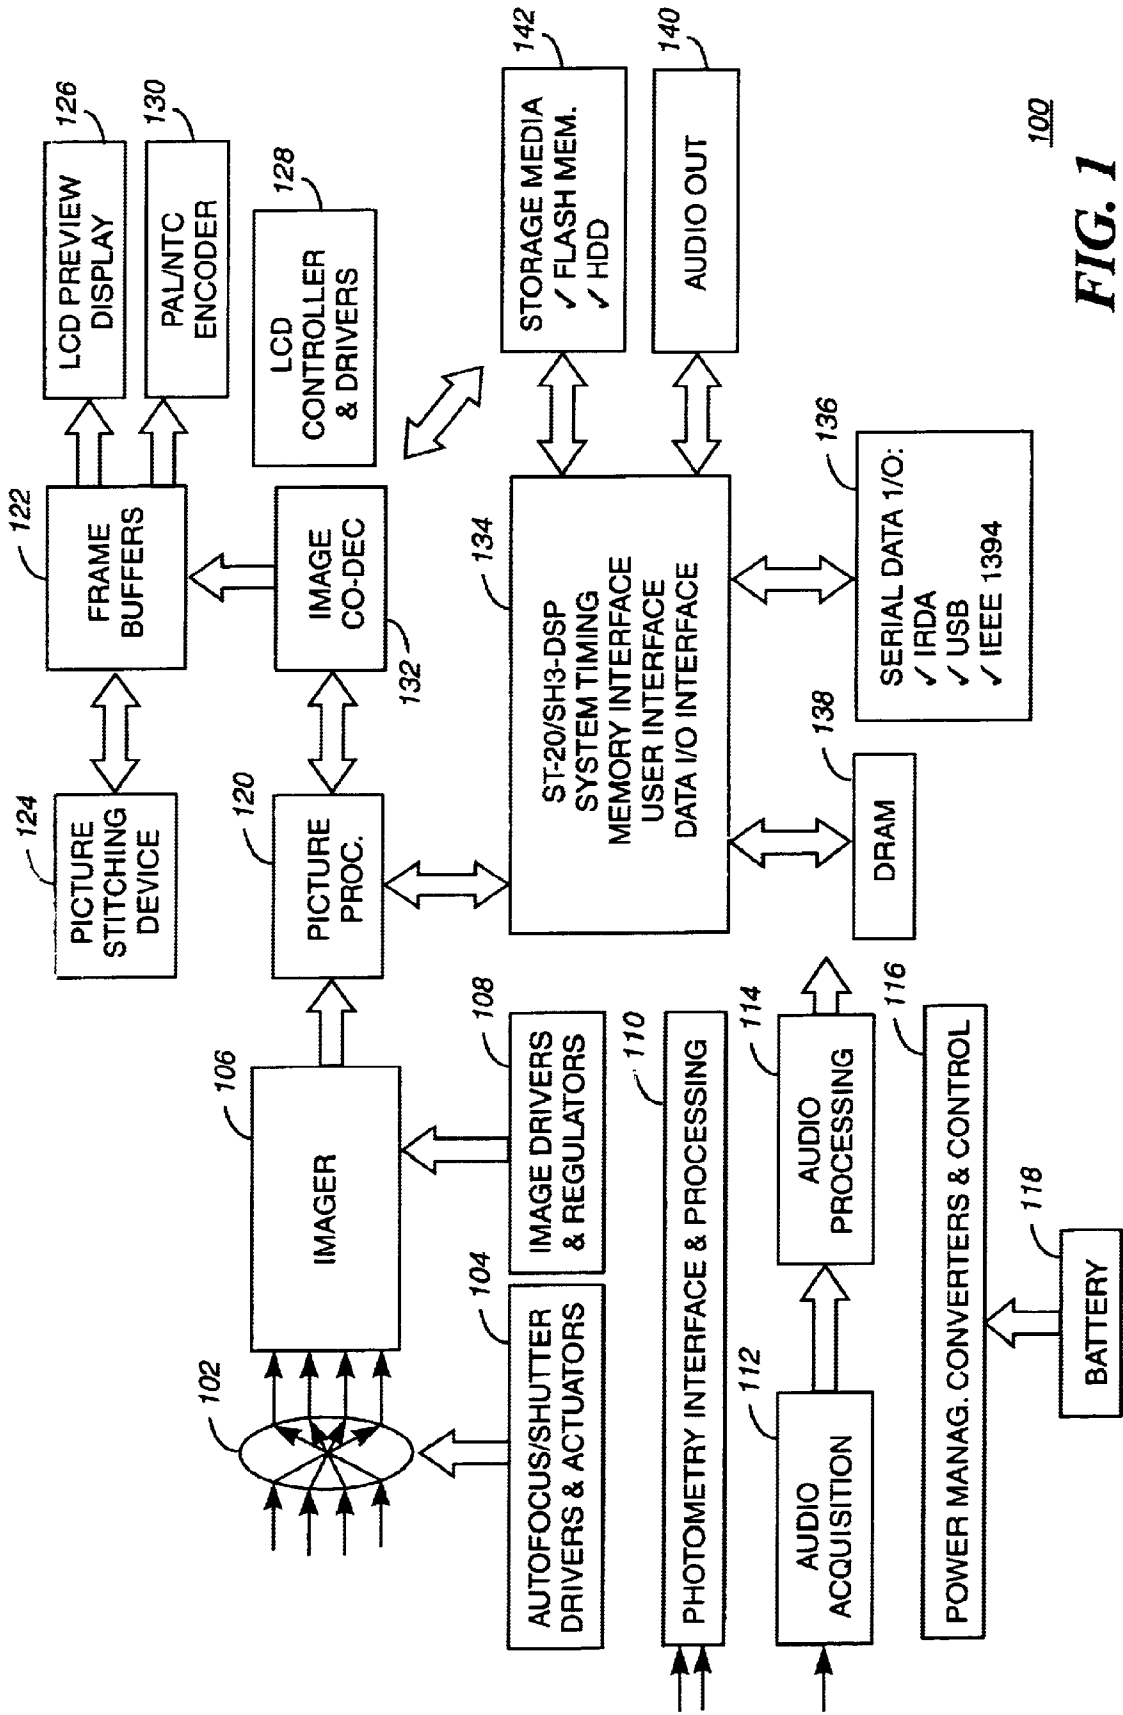 124
PICTURE
STITCHING
DEVICE
122
FRAME
BUFFERS
126
LCD PREVIEW
DISPLAY
130
PAL/NTC
ENCODER
102
106
IMAGER
120
PICTURE
PROC.
132
IMAGE
CO-DEC
128
LCD
CONTROLLER
& DRIVERS
104
AUTOFOCUS/SHUTTER
DRIVERS & ACTUATORS
108
IMAGE DRIVERS
& REGULATORS
134
ST-20/SH3-DSP
SYSTEM TIMING
MEMORY INTERFACE
USER INTERFACE
DATA I/O INTERFACE
142
STORAGE MEDIA
✓ FLASH MEM.
✓ HDD
110
PHOTOMETRY INTERFACE & PROCESSING
140
AUDIO OUT
112
AUDIO
ACQUISITION
114
AUDIO
PROCESSING
138
DRAM
136
SERIAL DATA 1/O:
✓ IRDA
✓ USB
✓ IEEE 1394
116
POWER MANAG. CONVERTERS & CONTROL
118
BATTERY
100
FIG. 1